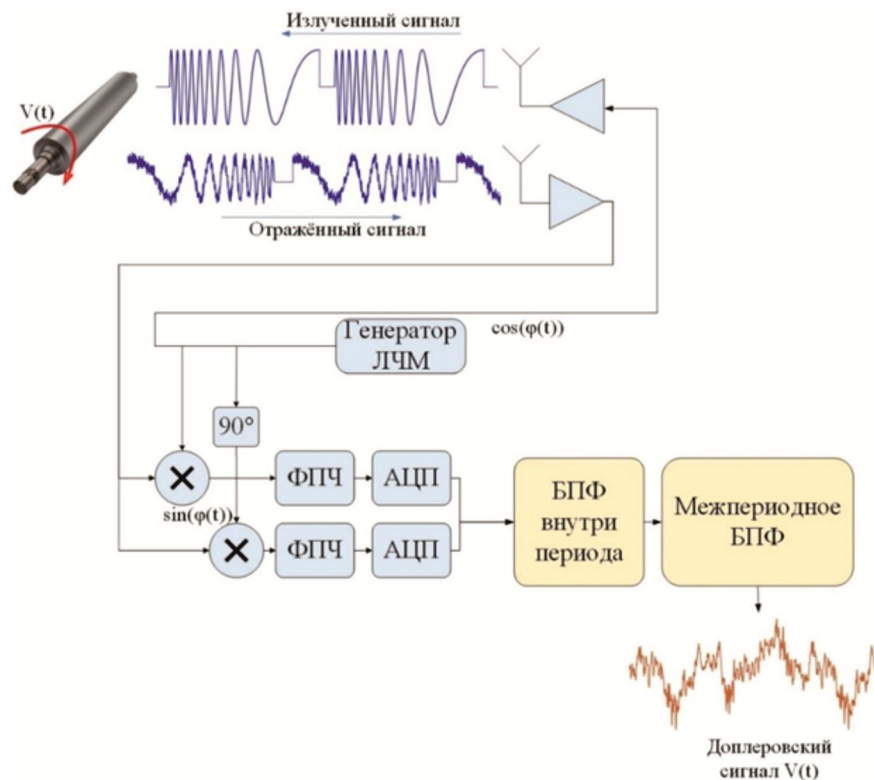 Излученный сигнал
V(t)
Отражённый сигнал
Генератор
ЛЧМ
cos(φ(t))
90°
ФПЧ
АЦП
sin(φ(t))
ФПЧ
АЦП
БПФ
внутри
периода
Межпериодное
БПФ
Доплеровский
сигнал V(t)